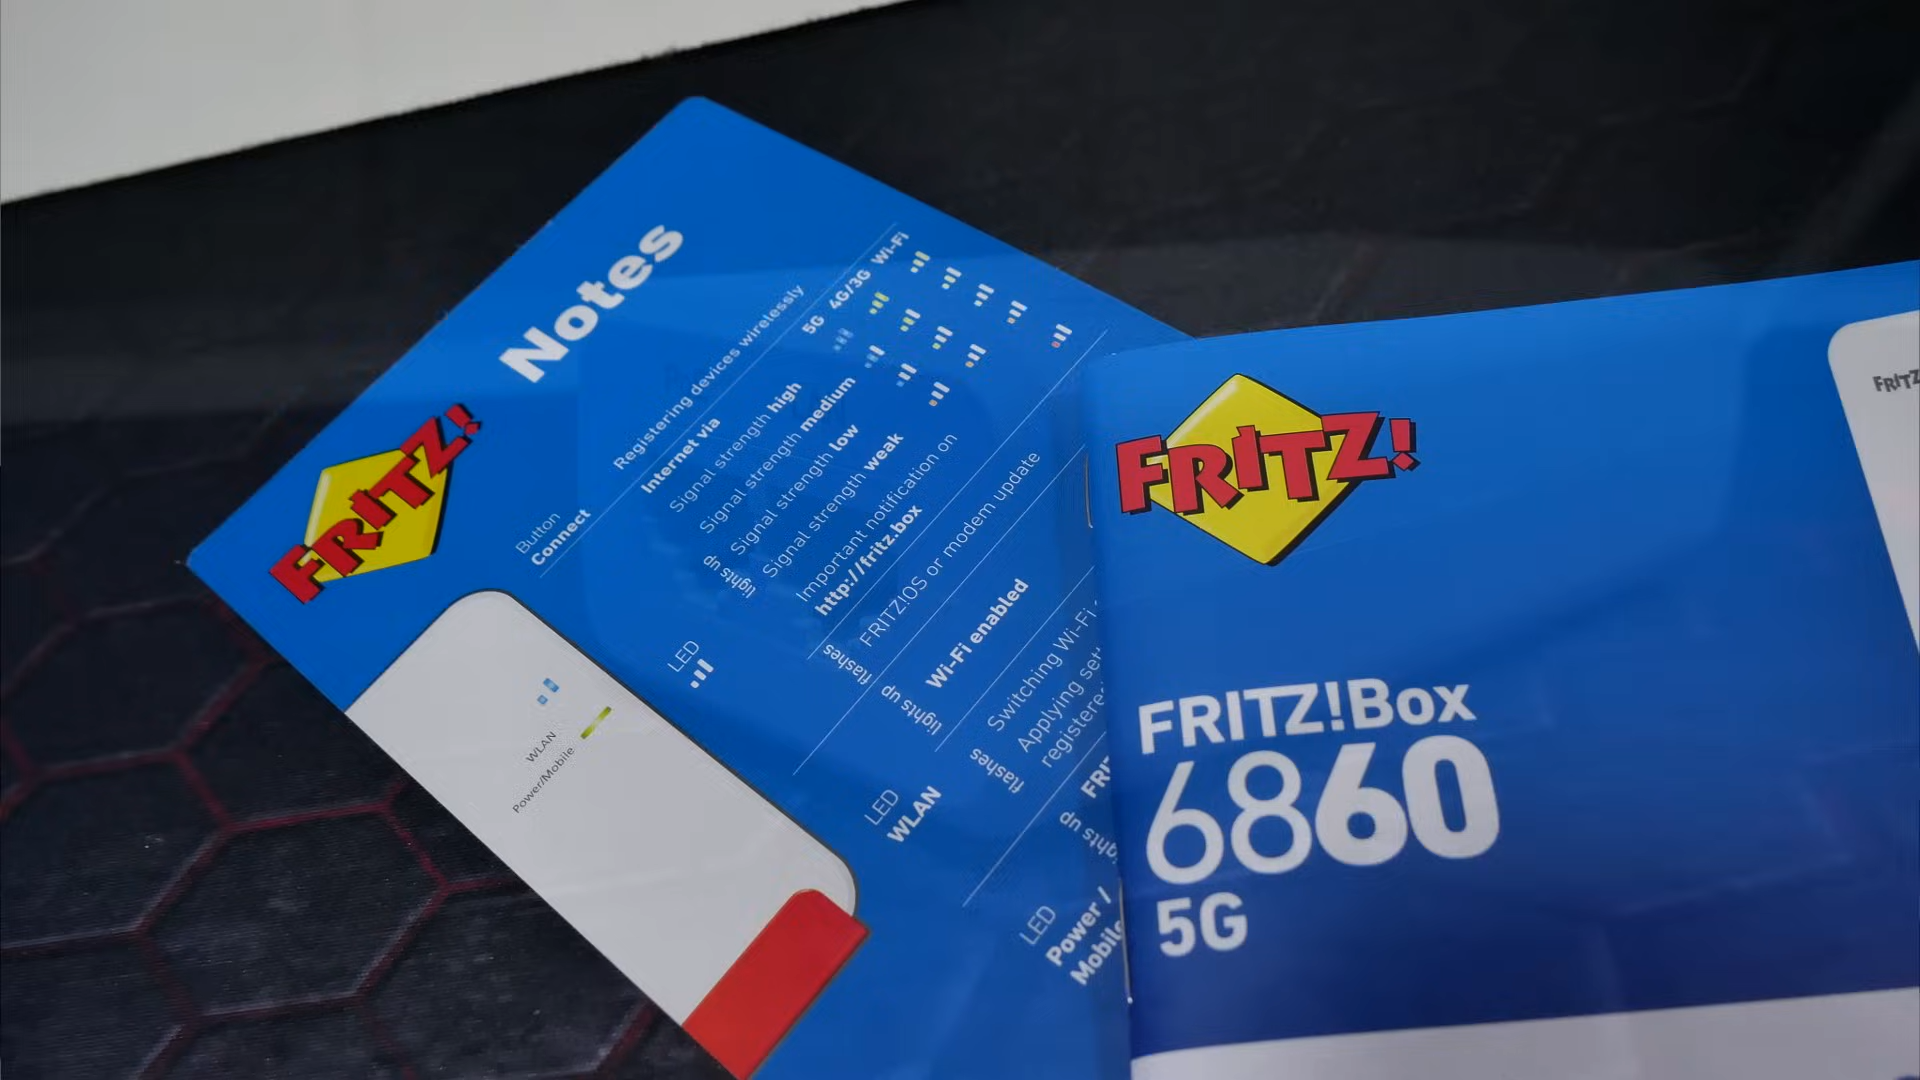 FRITZ!
Notes
Button
Connect
Registering devices wirelessly
Internet via
5G 4G/3G Wi-Fi
Signal strength high
Signal strength medium
Signal strength low
Signal strength weak
LED
lights up
Important notification on
http://fritz.box
flashes
FRITZ!OS or modem update
LED
WLAN
lights up
Wi-Fi enabled
flashes
Switching Wi-Fi
Applying
LED
Power /
lights up
WLAN
Power/Mobile
FRITZ!
FRITZ!Box
6860
5G
FRITZ